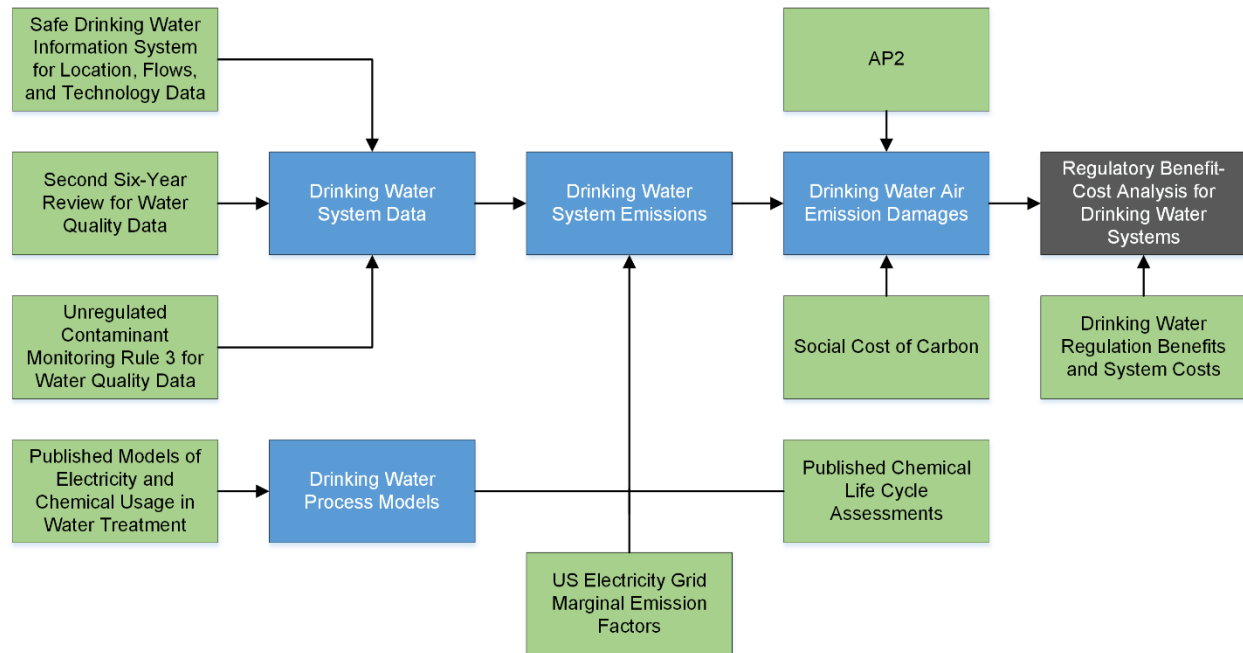 Safe Drinking Water
Information System
for Location, Flows,
and Technology Data
AP2
Second Six-Year
Review for Water
Quality Data
Drinking Water
System Data
Drinking Water
System Emissions
Drinking Water Air
Emission Damages
Regulatory Benefit-
Cost Analysis for
Drinking Water
Systems
Unregulated
Contaminant
Monitoring Rule 3 for
Water Quality Data
Social Cost of Carbon
Drinking Water
Regulation Benefits
and System Costs
Published Models of
Electricity and
Chemical Usage in
Water Treatment
Drinking Water
Process Models
Published Chemical
Life Cycle
Assessments
US Electricity Grid
Marginal Emission
Factors